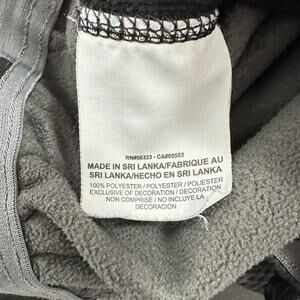 RN#56323 - CA#05553
MADE IN SRI LANKA/FABRIQUE AU
SRI LANKA/HECHO EN SRI LANKA
100% POLYESTER / POLYESTER / POLIESTER
EXCLUSIVE OF DECORATION / DECORATION
NON COMPRISE / NO INCLUYE LA
DECORACION